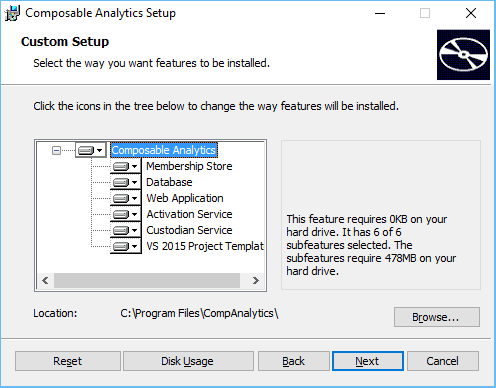 Composable Analytics Setup
Custom Setup
Select the way you want features to be installed.
Click the icons in the tree below to change the way features will be installed.
Composable Analytics
Membership Store
Database
Web Application
Activation Service
Custodian Service
VS 2015 Project Templat
This feature requires 0KB on your
hard drive. It has 6 of 6
subfeatures selected. The
subfeatures require 478MB on your
hard drive.
Location:
C:\Program Files\CompAnalytics\
Browse...
Reset
Disk Usage
Back
Next
Cancel